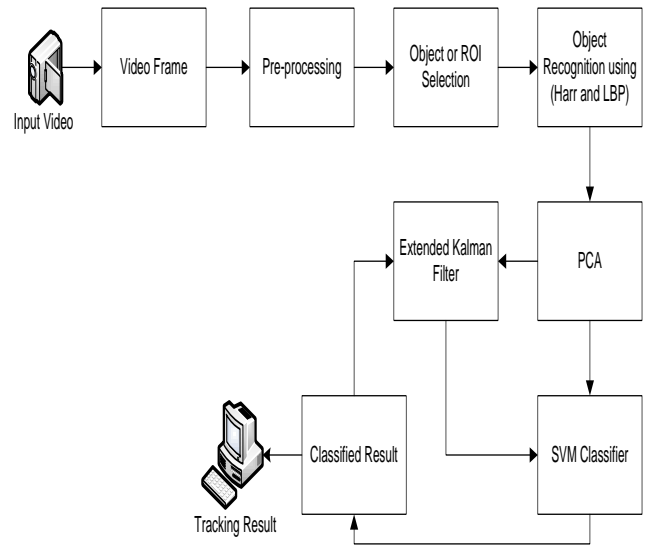 Input Video
Video Frame
Pre-processing
Object or ROI
Selection
Object
Recognition using
(Harr and LBP)
Extended Kalman
Filter
PCA
Tracking Result
Classified Result
SVM Classifier